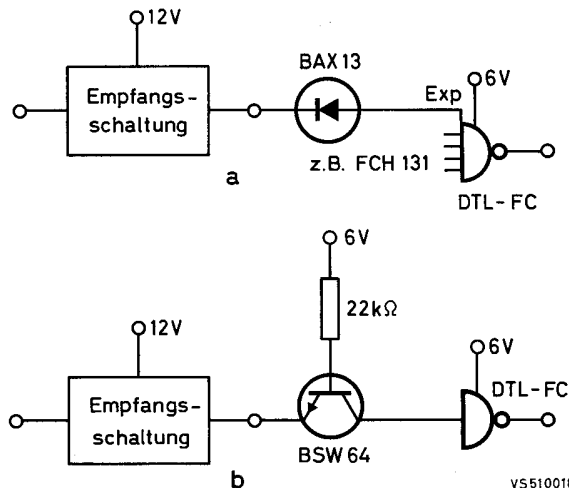 12V
BAX 13
6V
Empfangs-
schaltung
Exp
z.B. FCH 131
a
DTL-FC
6V
22kΩ
12V
6V
DTL-FC
Empfangs-
schaltung
BSW 64
b
VS510018